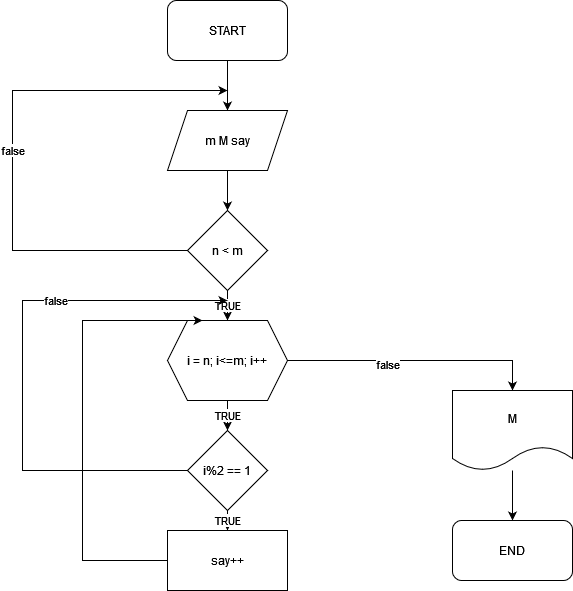 START
m M say
false
n < m
false
TRUE
i = n; i<=m; i++
false
TRUE
M
i%2 == 1
TRUE
say++
END